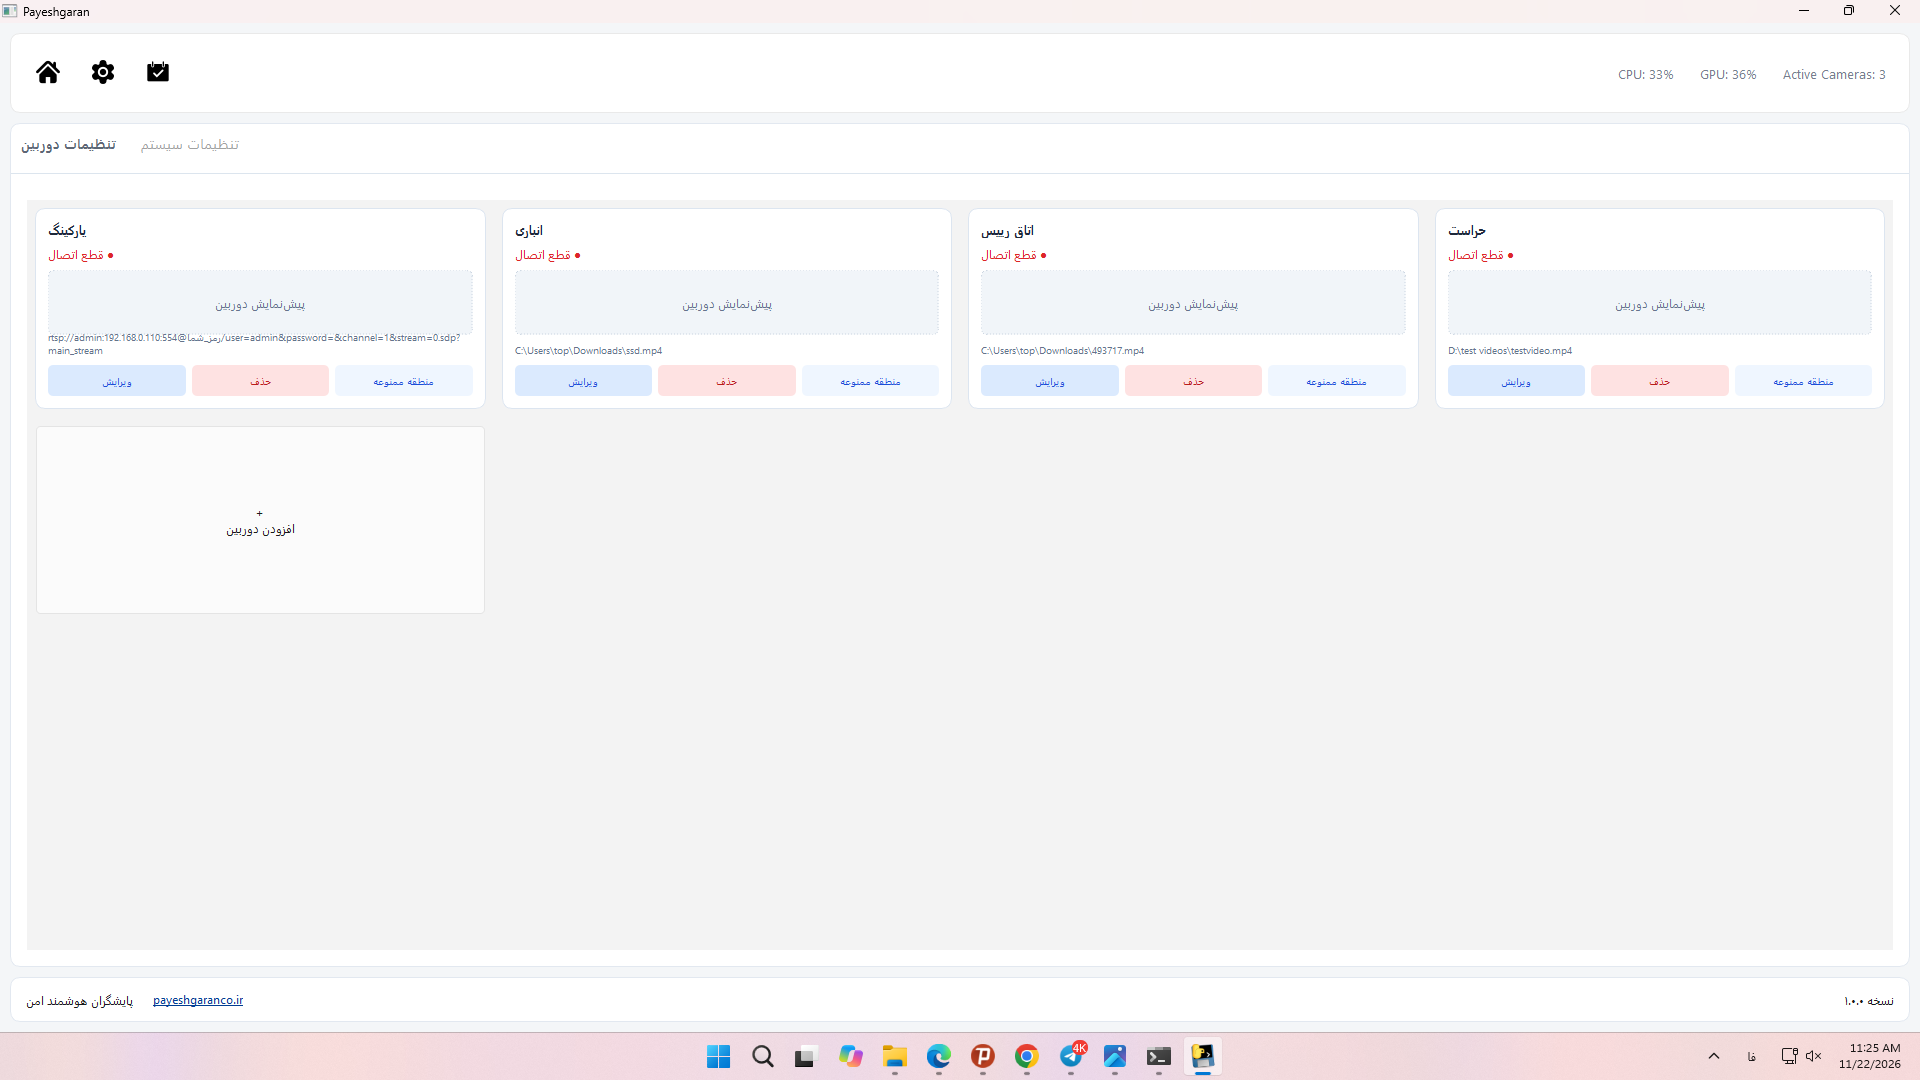 Payeshgaran
CPU: 33% GPU: 36% Active Cameras: 3
تنظیمات دوربین تنظیمات سیستم
پارکینگ
قطع اتصال
پیش‌نمایش دوربین
rtsp://admin:رمز_شما@192.168.0.110:554/user=admin&password=&channel=1&stream=0.sdp?
main_stream
ویرایش حذف منطقه ممنوعه
انباری
قطع اتصال
پیش‌نمایش دوربین
C:\Users\top\Downloads\ssd.mp4
ویرایش حذف منطقه ممنوعه
اتاق رییس
قطع اتصال
پیش‌نمایش دوربین
C:\Users\top\Downloads\493717.mp4
ویرایش حذف منطقه ممنوعه
حراست
قطع اتصال
پیش‌نمایش دوربین
D:\test videos\testvideo.mp4
ویرایش حذف منطقه ممنوعه
+
افزودن دوربین
پایشگران هوشمند امن payeshgaranco.ir
نسخه ۱.۰.۰
4K
فا
11:25 AM
11/22/2026